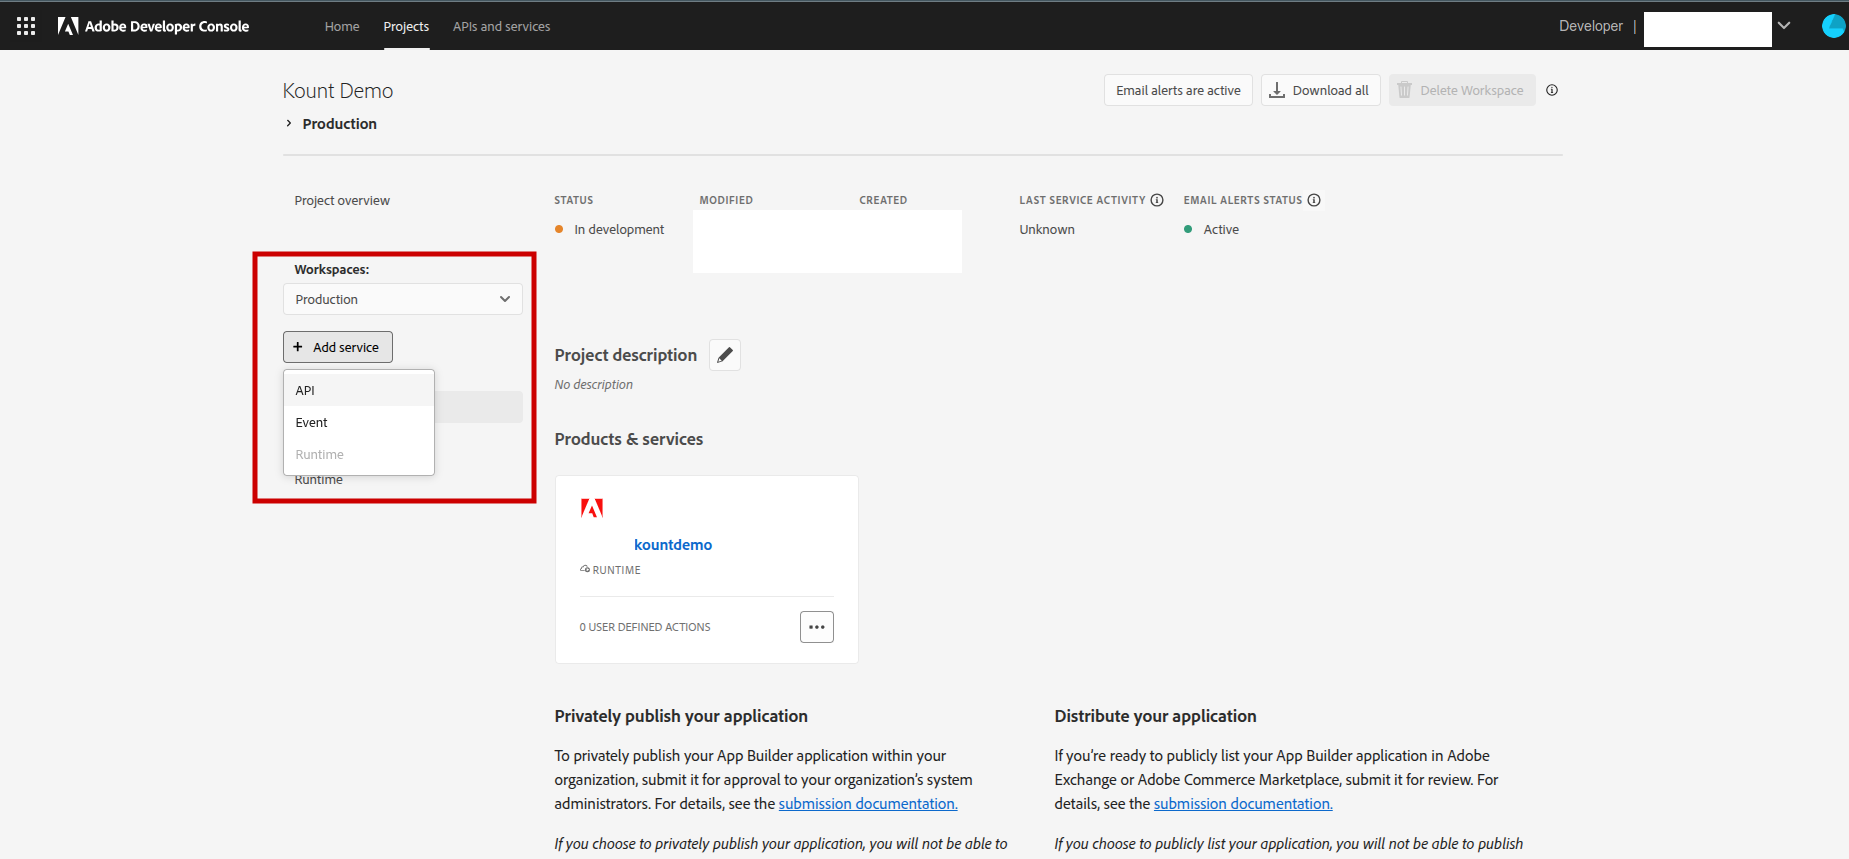 Adobe Developer Console
Home
Projects
APIs and services
Developer |
Kount Demo
Email alerts are active
Download all
Delete Workspace
Production
Project overview
STATUS
MODIFIED
CREATED
LAST SERVICE ACTIVITY
EMAIL ALERTS STATUS
In development
Unknown
Active
Workspaces:
Production
+ Add service
API
Event
Runtime
Runtime
Project description
No description
Products & services
kountdemo
RUNTIME
0 USER DEFINED ACTIONS
Privately publish your application
To privately publish your App Builder application within your
organization, submit it for approval to your organization's system
administrators. For details, see the submission documentation.
If you choose to privately publish your application, you will not be able to
Distribute your application
If you're ready to publicly list your App Builder application in Adobe
Exchange or Adobe Commerce Marketplace, submit it for review. For
details, see the submission documentation.
If you choose to publicly list your application, you will not be able to publish